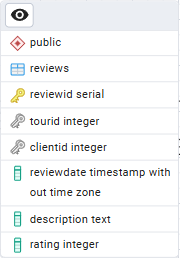 public
reviews
reviewid serial
tourid integer
clientid integer
reviewdate timestamp with
out time zone
description text
rating integer